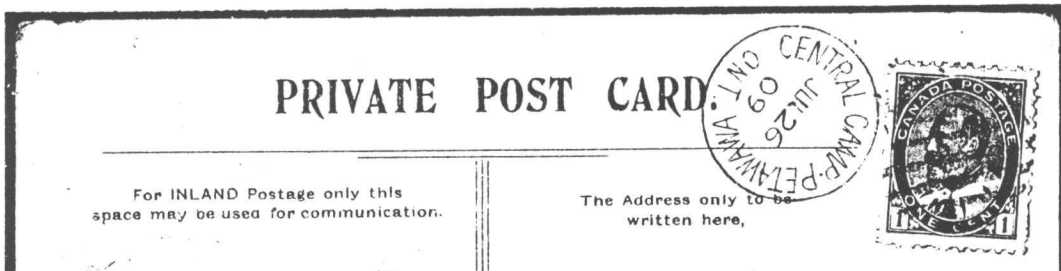 PRIVATE POST CARD.
CENTRAL CAMP-PETAWAWA ONT
JUL 26
09
CANADA POSTAGE
ONE CENT
1 1
For INLAND Postage only this
space may be used for communication.
The Address only to be
written here,